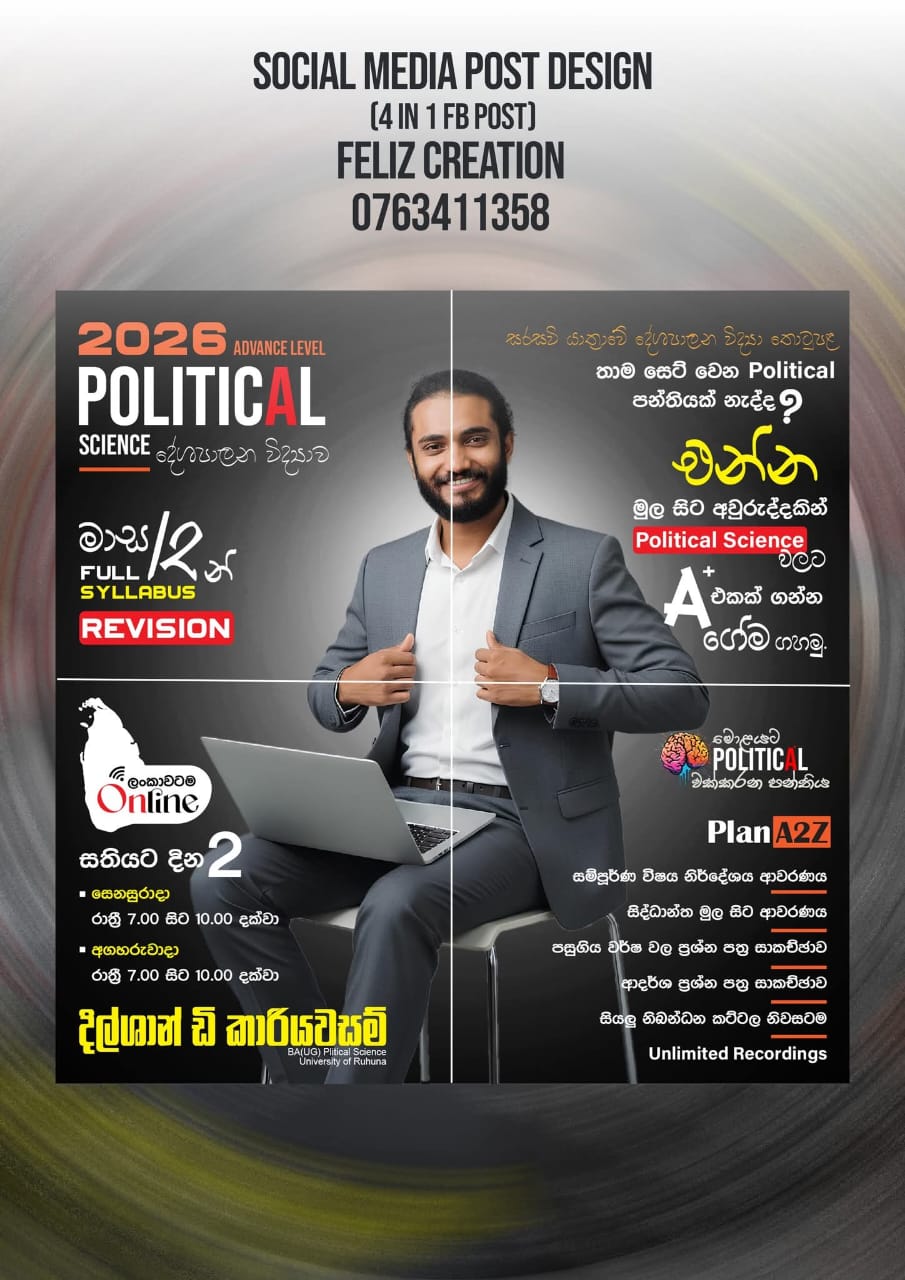 SOCIAL MEDIA POST DESIGN
(4 IN 1 FB POST)
FELIZ CREATION
0763411358
2026 ADVANCE LEVEL
POLITICAL
SCIENCE දේශපාලන විද්‍යාව
මාස 12 න්
FULL
SYLLABUS
REVISION
සරසවි යාත්‍රාවේ දේශපාලන විද්‍යා තොටුපළ
තාම සෙට් වෙන Political
පන්තියක් නැද්ද ?
එන්න
මුල සිට අවුරුද්දකින්
Political Science
වලට
A+ එකක් ගන්න
ගේම ගහමු.
ලංකාවටම
Online
සතියට දින 2
▪ සෙනසුරාදා
රාත්‍රී 7.00 සිට 10.00 දක්වා
▪ අඟහරුවාදා
රාත්‍රී 7.00 සිට 10.00 දක්වා
දිල්ශාන් ඩි කාරියවසම්
BA(UG) Plitical Science
University of Ruhuna
මොළයට
POLITICAL
වක්කරන පන්තිය
Plan A2Z
සම්පූර්ණ විෂය නිර්දේශය ආවරණය
සිද්ධාන්ත මුල සිට ආවරණය
පසුගිය වර්ෂ වල ප්‍රශ්න පත්‍ර සාකච්ඡාව
ආදර්ශ ප්‍රශ්න පත්‍ර සාකච්ඡාව
සියලු නිබන්ධන කට්ටල නිවසටම
Unlimited Recordings